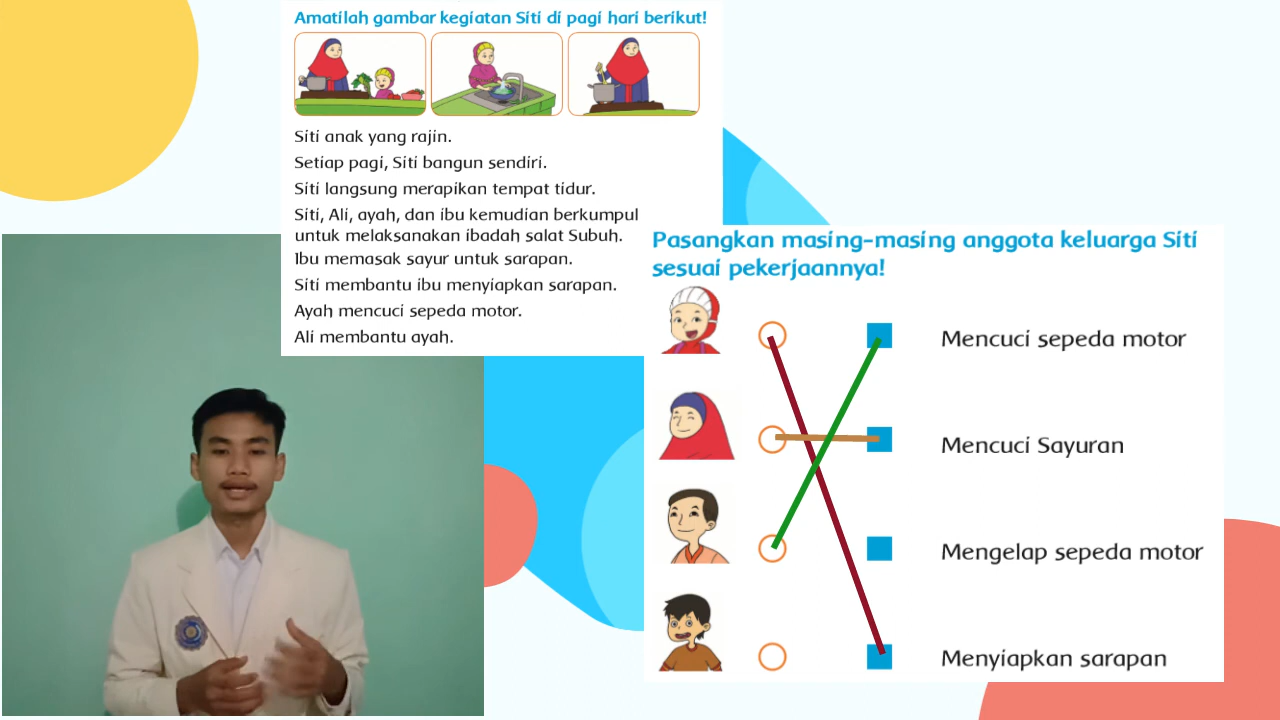 Amatilah gambar kegiatan Siti di pagi hari berikut!
Siti anak yang rajin.
Setiap pagi, Siti bangun sendiri.
Siti langsung merapikan tempat tidur.
Siti, Ali, ayah, dan ibu kemudian berkumpul
untuk melaksanakan ibadah salat Subuh.
Ibu memasak sayur untuk sarapan.
Siti membantu ibu menyiapkan sarapan.
Ayah mencuci sepeda motor.
Ali membantu ayah.
Pasangkan masing-masing anggota keluarga Siti
sesuai pekerjaannya!
Mencuci sepeda motor
Mencuci Sayuran
Mengelap sepeda motor
Menyiapkan sarapan